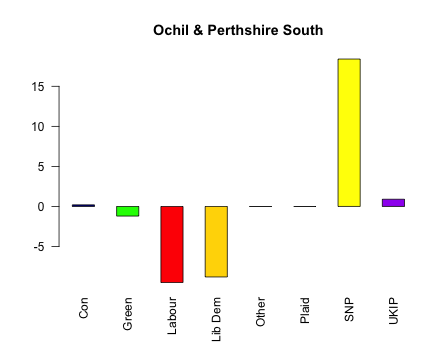 Ochil & Perthshire South
15
10
5
0
-5
Con
Green
Labour
Lib Dem
Other
Plaid
SNP
UKIP